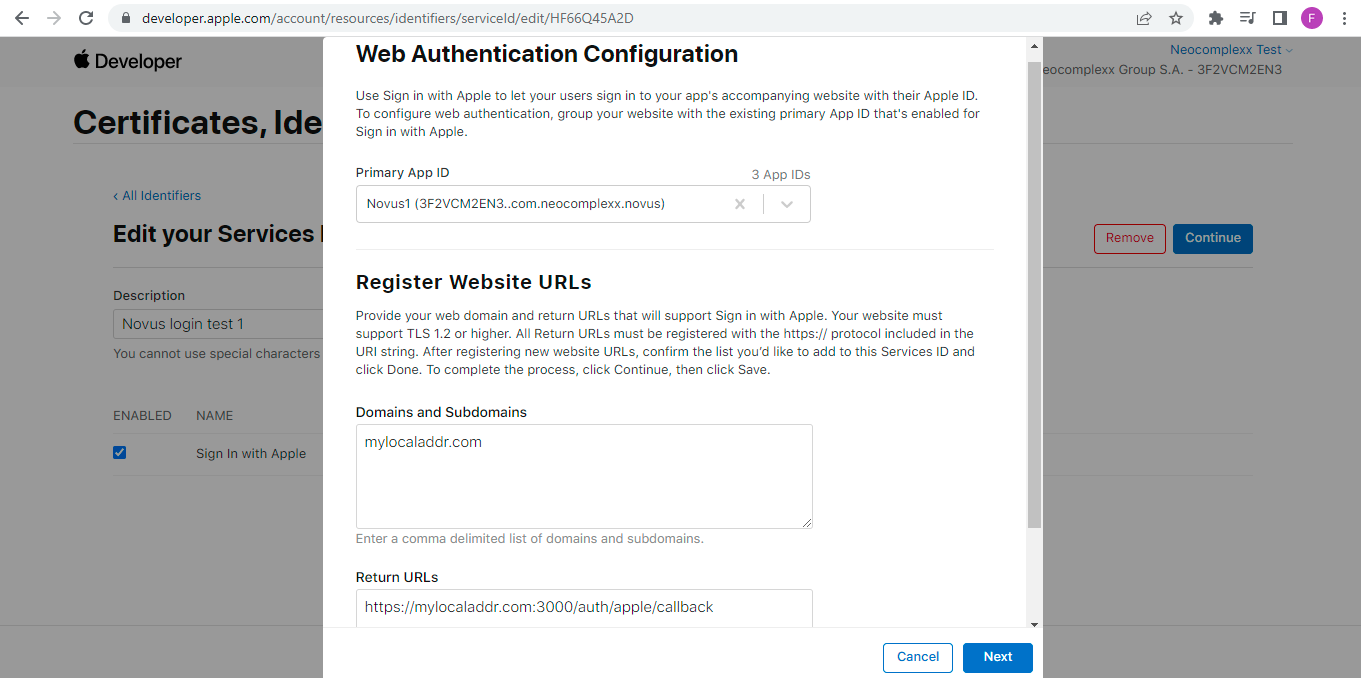 developer.apple.com/account/resources/identifiers/serviceId/edit/HF66Q45A2D
F
Developer
Neocomplexx Test
eocomplexx Group S.A. - 3F2VCM2EN3
Certificates, Ide
‹ All Identifiers
Edit your Services I
Remove
Continue
Description
Novus login test 1
You cannot use special characters
ENABLED NAME
Sign In with Apple
Web Authentication Configuration
Use Sign in with Apple to let your users sign in to your app's accompanying website with their Apple ID.
To configure web authentication, group your website with the existing primary App ID that's enabled for
Sign in with Apple.
Primary App ID
3 App IDs
Novus1 (3F2VCM2EN3..com.neocomplexx.novus)
Register Website URLs
Provide your web domain and return URLs that will support Sign in with Apple. Your website must
support TLS 1.2 or higher. All Return URLs must be registered with the https:// protocol included in the
URI string. After registering new website URLs, confirm the list you’d like to add to this Services ID and
click Done. To complete the process, click Continue, then click Save.
Domains and Subdomains
mylocaladdr.com
Enter a comma delimited list of domains and subdomains.
Return URLs
https://mylocaladdr.com:3000/auth/apple/callback
Cancel
Next